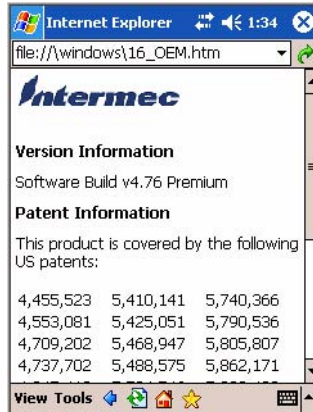 Internet Explorer 1:34
file://\windows\16_OEM.htm
Intermec
Version Information
Software Build v4.76 Premium
Patent Information
This product is covered by the following
US patents:
4,455,523 5,410,141 5,740,366
4,553,081 5,425,051 5,790,536
4,709,202 5,468,947 5,805,807
4,737,702 5,488,575 5,862,171
View Tools